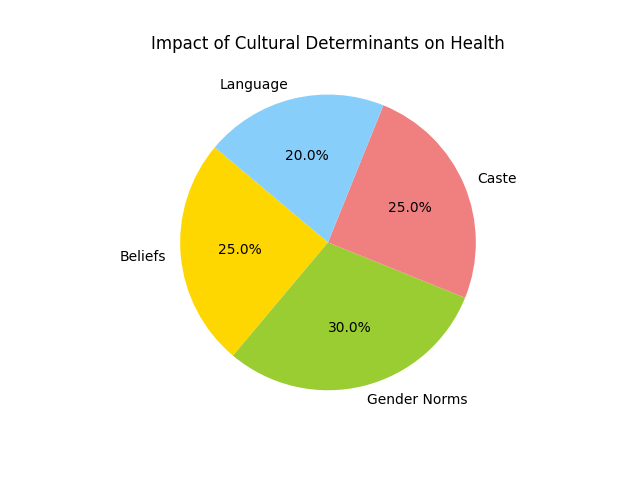 Impact of Cultural Determinants on Health
Language
20.0%
Caste
25.0%
Beliefs
25.0%
30.0%
Gender Norms